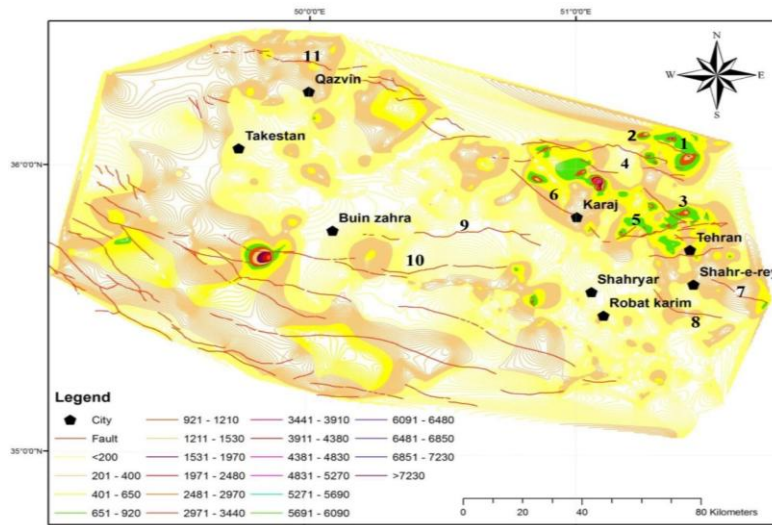 50°0'0"E
51°0'0"E
N
W E
S
11
Qazvin
Takestan
36°0'0"N
2
1
4
6
Karaj
3
5
Buin zahra
9
10
Tehran
Shahr-e-rey
7
Shahryar
Robat karim
8
Legend
City
Fault
<200
201 - 400
401 - 650
651 - 920
921 - 1210
1211 - 1530
1531 - 1970
1971 - 2480
2481 - 2970
2971 - 3440
3441 - 3910
3911 - 4380
4381 - 4830
4831 - 5270
5271 - 5690
5691 - 6090
6091 - 6480
6481 - 6850
6851 - 7230
>7230
35°0'0"N
0 20 40 60 80 Kilometers